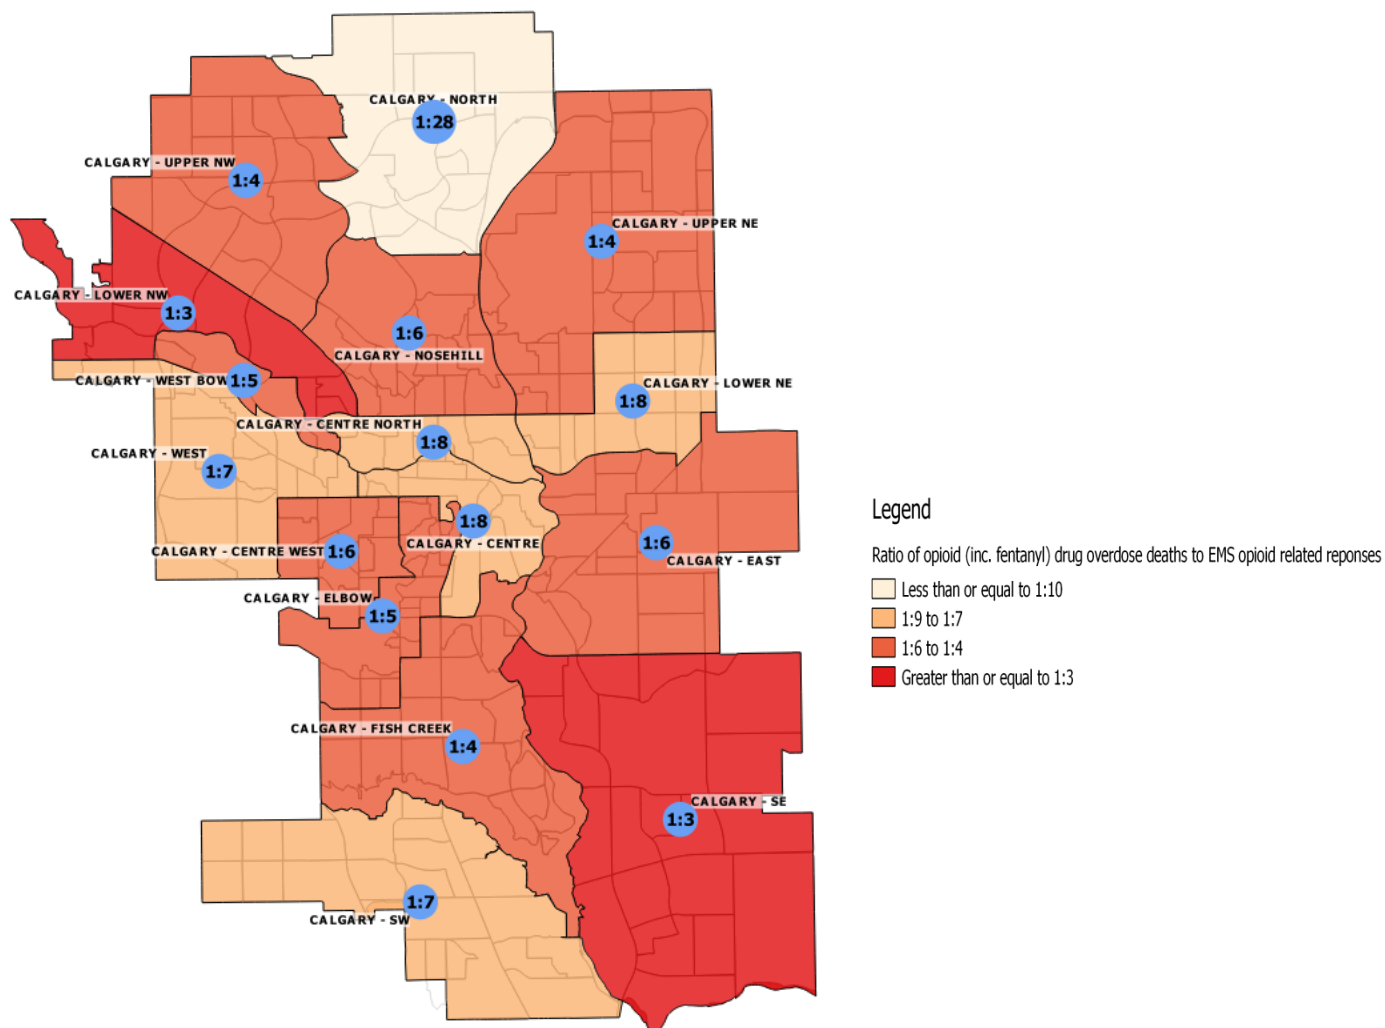 CALGARY - NORTH
1:28
CALGARY - UPPER NW
1:4
CALGARY - UPPER NE
1:4
CALGARY - LOWER NW
1:3
1:6
CALGARY - NOSEHILL
CALGARY - WEST BOW
1:5
CALGARY - LOWER NE
1:8
CALGARY - CENTRE NORTH
1:8
CALGARY - WEST
1:7
1:8
CALGARY - CENTRE
CALGARY - CENTRE WEST
1:6
1:6
CALGARY - EAST
CALGARY - ELBOW
1:5
CALGARY - FISH CREEK
1:4
CALGARY - SE
1:3
1:7
CALGARY - SW
Legend
Ratio of opioid (inc. fentanyl) drug overdose deaths to EMS opioid related reponses
Less than or equal to 1:10
1:9 to 1:7
1:6 to 1:4
Greater than or equal to 1:3